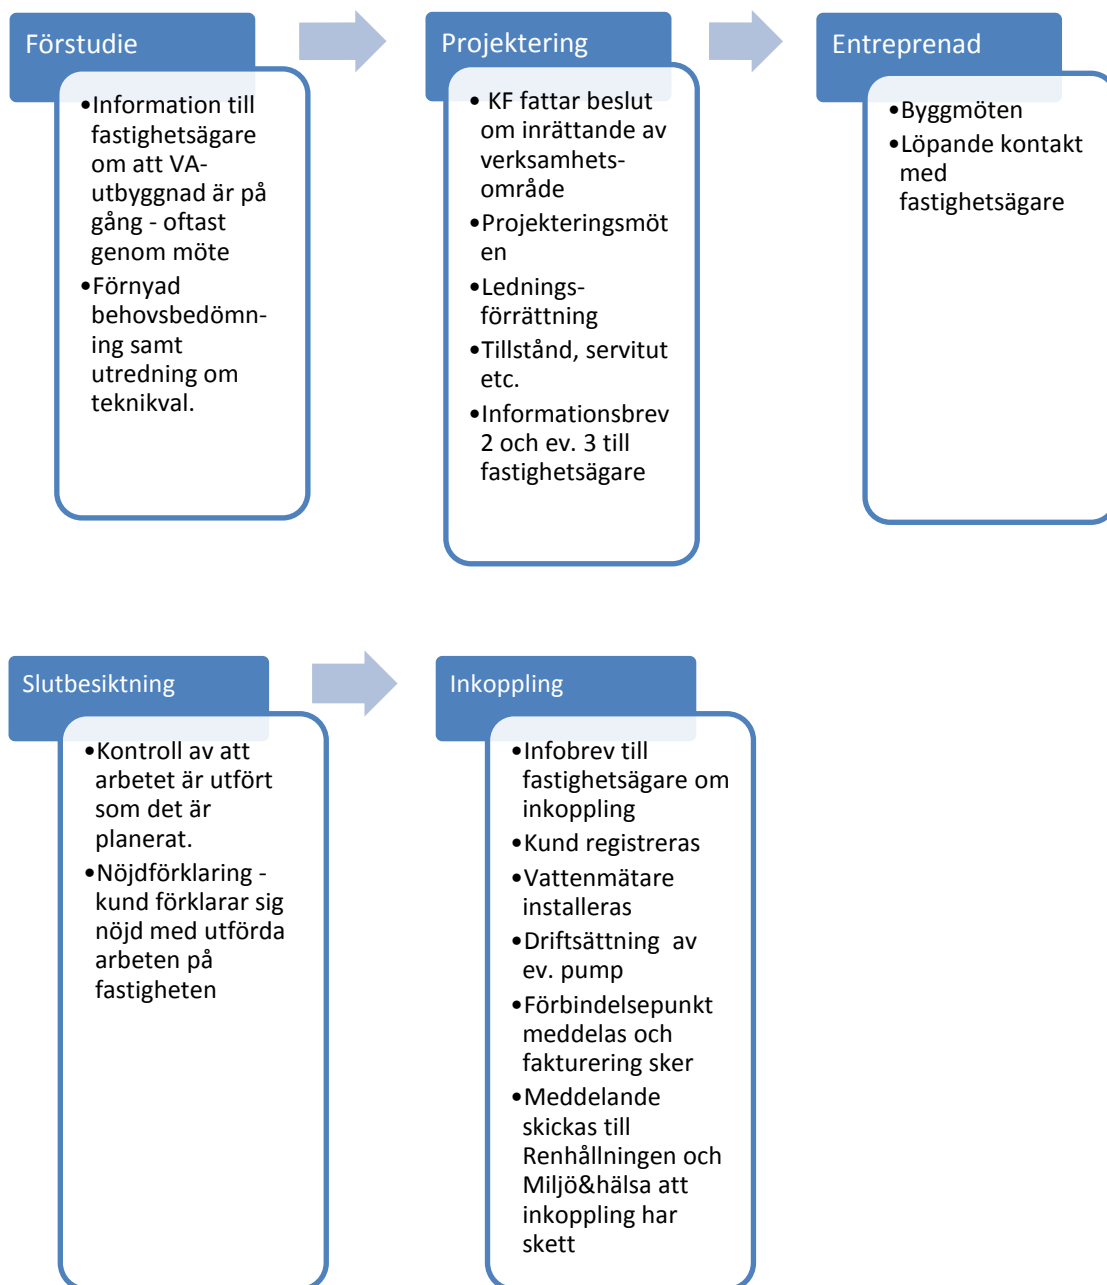 Förstudie
•Information till
fastighetsägare
om att VA-
utbyggnad är på
gång - oftast
genom möte
•Förnyad
behovsbedömn-
ing samt
utredning om
teknikval.
Projektering
• KF fattar beslut
om inrättande av
verksamhets-
område
•Projekteringsmöt
en
•Lednings-
förrättning
•Tillstånd, servitut
etc.
•Informationsbrev
2 och ev. 3 till
fastighetsägare
Entreprenad
•Byggmöten
•Löpande kontakt
med
fastighetsägare
Slutbesiktning
•Kontroll av att
arbetet är utfört
som det är
planerat.
•Nöjdförklaring -
kund förklarar sig
nöjd med utförda
arbeten på
fastigheten
Inkoppling
•Infobrev till
fastighetsägare om
inkoppling
•Kund registreras
•Vattenmätare
installeras
•Driftsättning  av
ev. pump
•Förbindelsepunkt
meddelas och
fakturering sker
•Meddelande
skickas till
Renhållningen och
Miljö&hälsa att
inkoppling har
skett